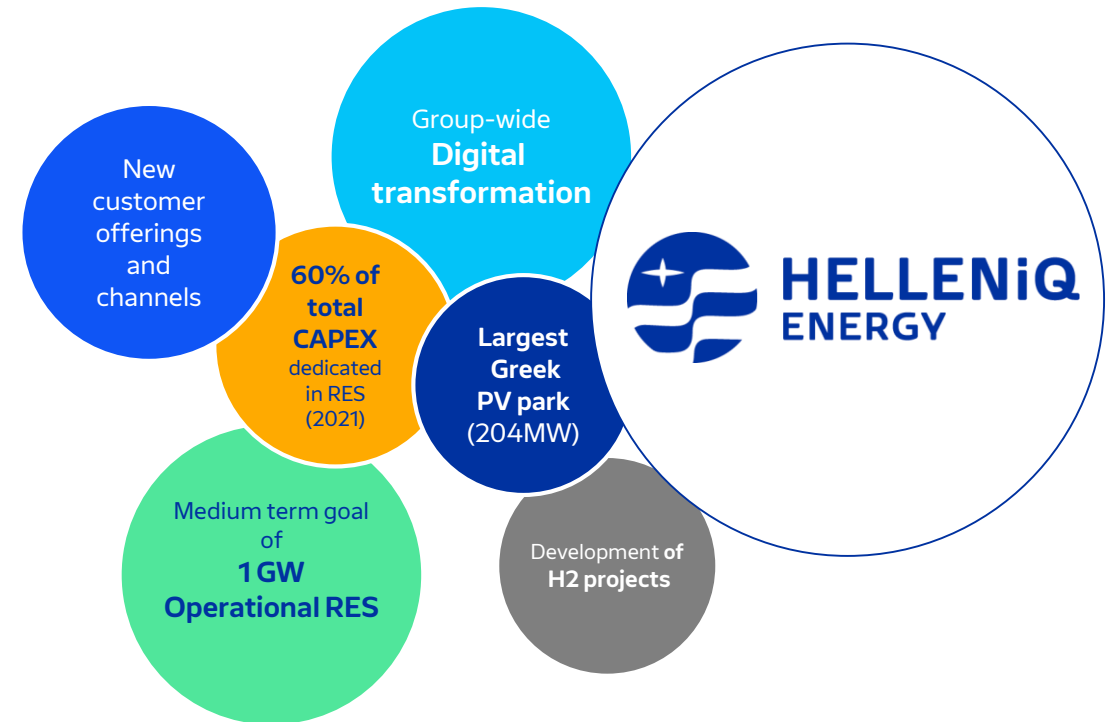 New
customer
offerings
and
channels
Group-wide
Digital
transformation
60% of
total
CAPEX
dedicated
in RES
(2021)
Largest
Greek
PV park
(204MW)
HELLENiQ
ENERGY
Medium term goal
of
1 GW
Operational RES
Development of
H2 projects